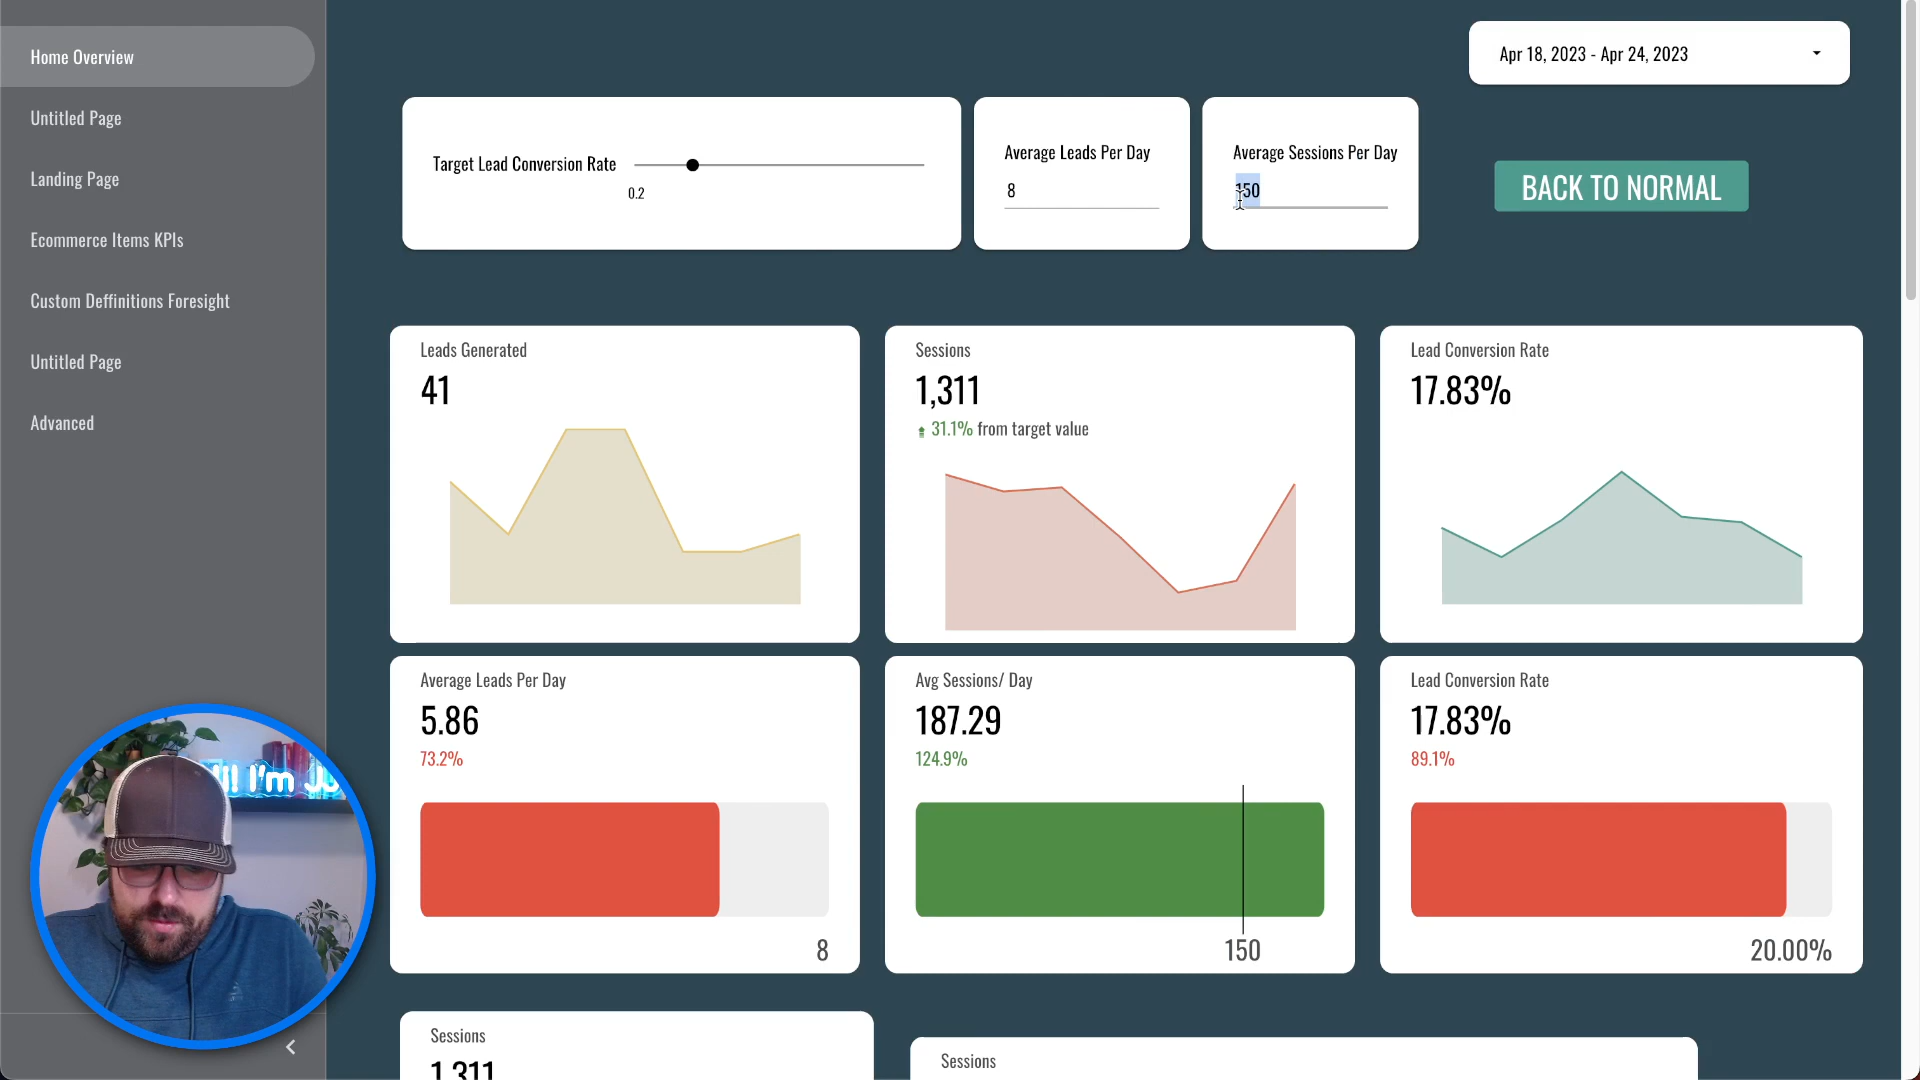 Home Overview
Untitled Page
Landing Page
Ecommerce Items KPIs
Custom Deffinitions Foresight
Untitled Page
Advanced
Apr 18, 2023 - Apr 24, 2023
Target Lead Conversion Rate
0.2
Average Leads Per Day
8
Average Sessions Per Day
150
BACK TO NORMAL
Leads Generated
41
Sessions
1,311
31.1% from target value
Lead Conversion Rate
17.83%
Average Leads Per Day
5.86
73.2%
8
Avg Sessions/ Day
187.29
124.9%
150
Lead Conversion Rate
17.83%
89.1%
20.00%
Sessions
1,311
Sessions
I'm